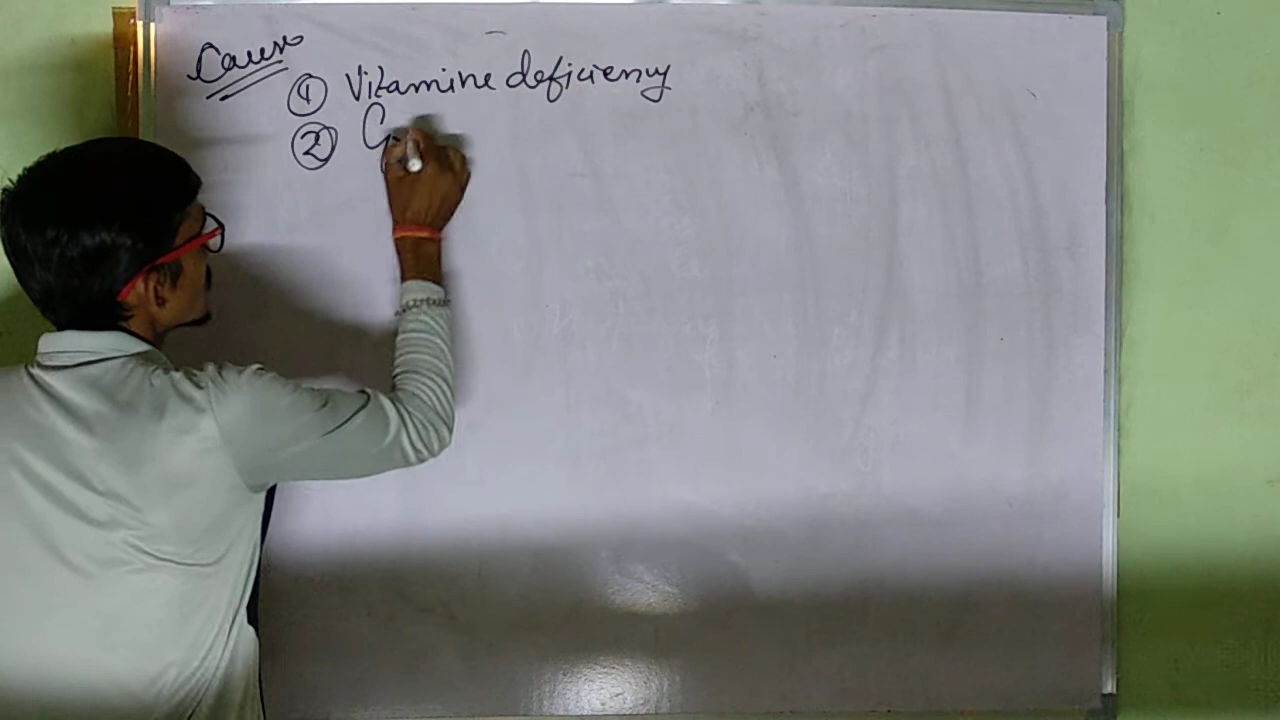 Causes
① Vitamine deficiency
② G